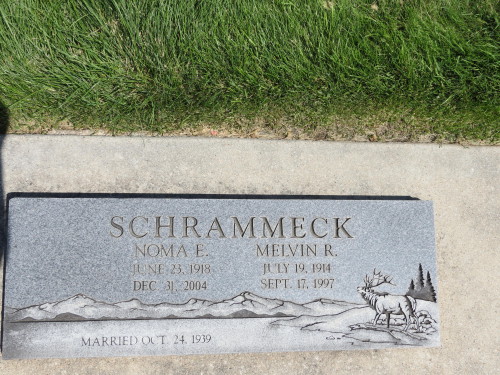 SCHRAMMECK
NOMA E. MELVIN R.
JUNE 23, 1918 JULY 19, 1914
DEC. 31, 2004 SEPT. 17, 1997
MARRIED OCT. 24, 1939